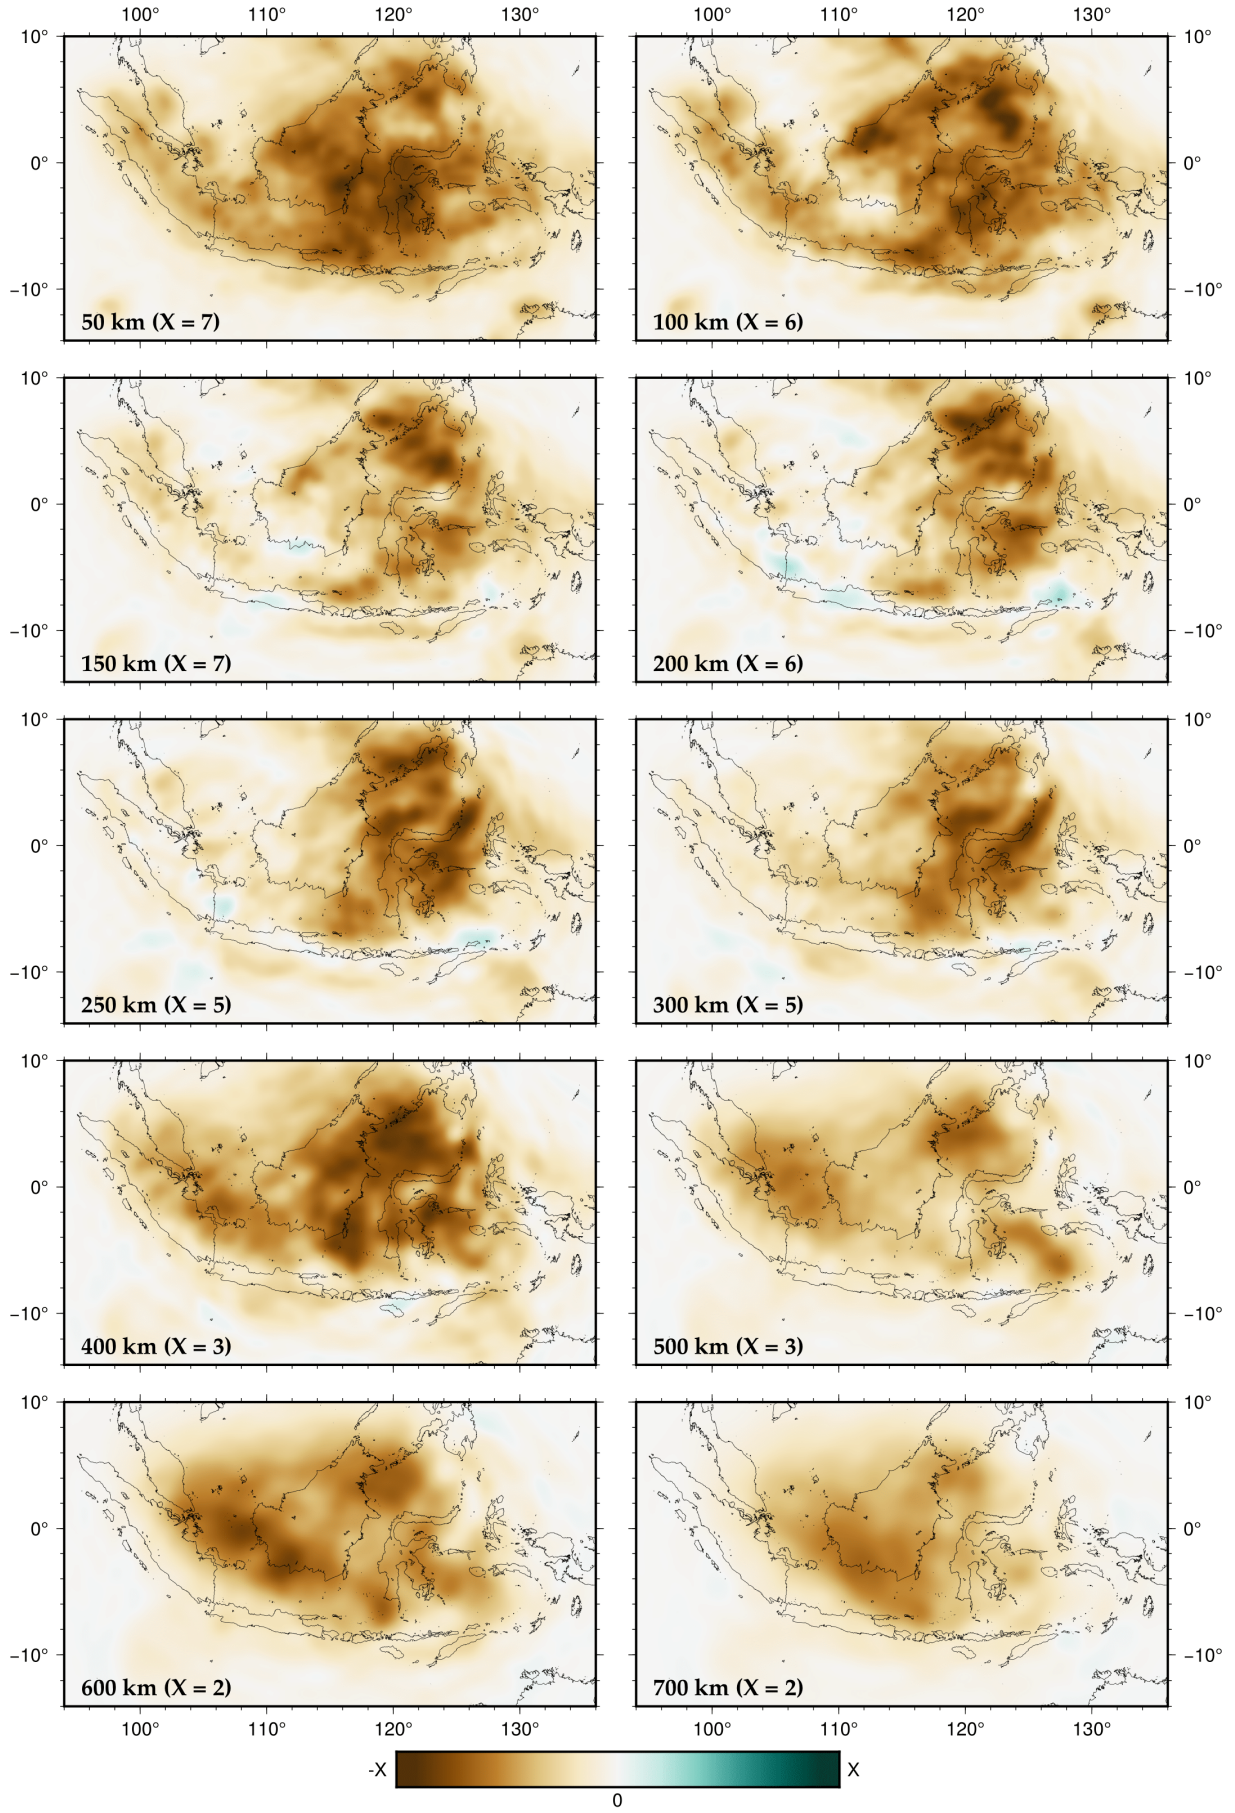 100° 110° 120° 130° 100° 110° 120° 130°
10° 10°
0° 0°
−10° −10°
50 km (X = 7) 100 km (X = 6)
10° 10°
0° 0°
−10° −10°
150 km (X = 7) 200 km (X = 6)
10° 10°
0° 0°
−10° −10°
250 km (X = 5) 300 km (X = 5)
10° 10°
0° 0°
−10° −10°
400 km (X = 3) 500 km (X = 3)
10° 10°
0° 0°
−10° −10°
600 km (X = 2) 700 km (X = 2)
100° 110° 120° 130° 100° 110° 120° 130°
-X X
0